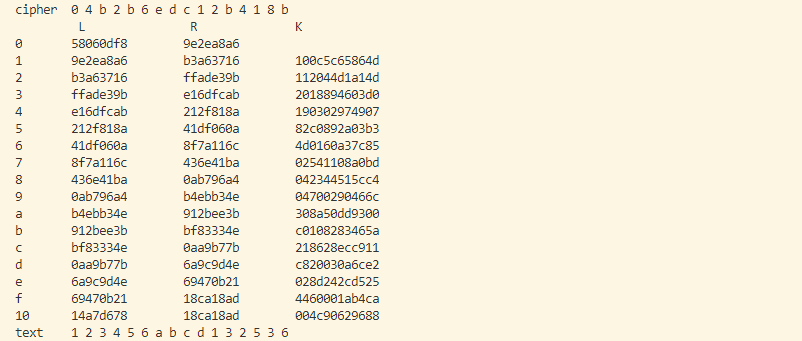 cipher 0 4 b 2 b 6 e d c 1 2 b 4 1 8 b
L R K
0 58060df8 9e2ea8a6
1 9e2ea8a6 b3a63716 100c5c65864d
2 b3a63716 ffade39b 112044d1a14d
3 ffade39b e16dfcab 2018894603d0
4 e16dfcab 212f818a 190302974907
5 212f818a 41df060a 82c0892a03b3
6 41df060a 8f7a116c 4d0160a37c85
7 8f7a116c 436e41ba 02541108a0bd
8 436e41ba 0ab796a4 042344515cc4
9 0ab796a4 b4ebb34e 04700290466c
a b4ebb34e 912bee3b 308a50dd9300
b 912bee3b bf83334e c0108283465a
c bf83334e 0aa9b77b 218628ecc911
d 0aa9b77b 6a9c9d4e c820030a6ce2
e 6a9c9d4e 69470b21 028d242cd525
f 69470b21 18ca18ad 4460001ab4ca
10 14a7d678 18ca18ad 004c90629688
text 1 2 3 4 5 6 a b c d 1 3 2 5 3 6